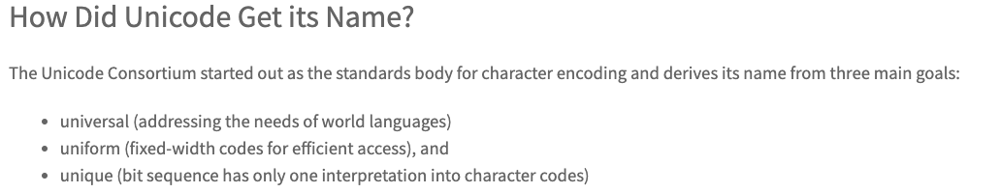 How Did Unicode Get its Name?
The Unicode Consortium started out as the standards body for character encoding and derives its name from three main goals:
• universal (addressing the needs of world languages)
• uniform (fixed-width codes for efficient access), and
• unique (bit sequence has only one interpretation into character codes)